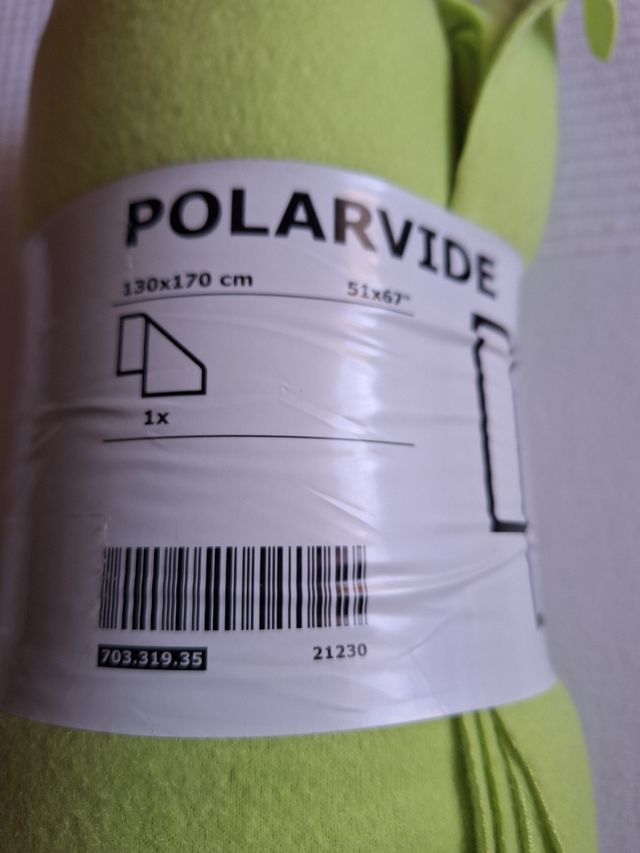 POLARVIDE
130x170 cm 51x67"
1x
703.319.35 21230